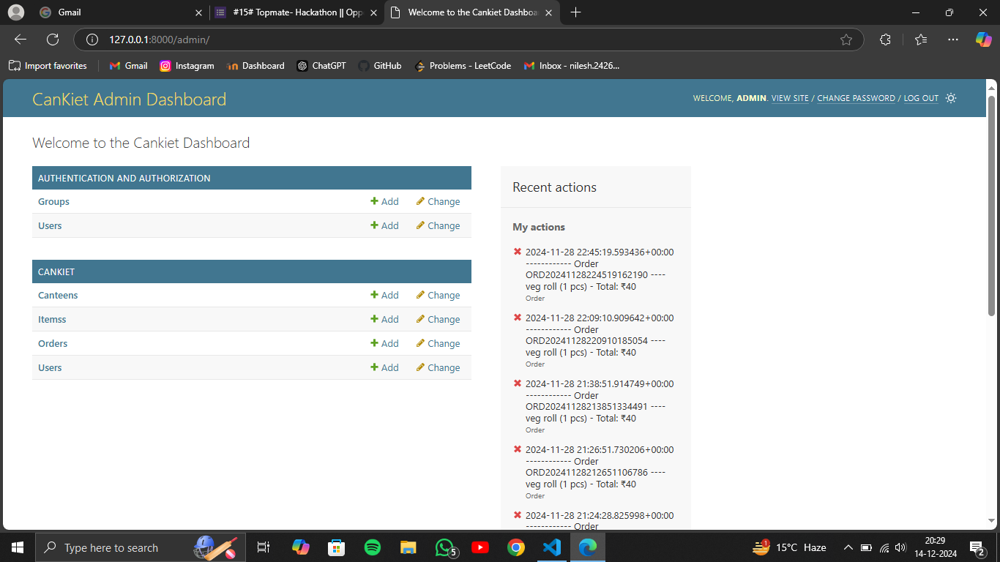 Gmail
#15# Topmate- Hackathon || Opp
Welcome to the Cankiet Dashboa
127.0.0.1:8000/admin/
Import favorites
Gmail
Instagram
Dashboard
ChatGPT
GitHub
Problems - LeetCode
Inbox - nilesh.2426...
CanKiet Admin Dashboard
WELCOME, ADMIN. VIEW SITE / CHANGE PASSWORD / LOG OUT
Welcome to the Cankiet Dashboard
AUTHENTICATION AND AUTHORIZATION
Groups Add Change
Users Add Change
CANKIET
Canteens Add Change
Itemss Add Change
Orders Add Change
Users Add Change
Recent actions
My actions
2024-11-28 22:45:19.593436+00:00
------------ Order
ORD20241128224519162190 ----
veg roll (1 pcs) - Total: ₹40
Order
2024-11-28 22:09:10.909642+00:00
------------ Order
ORD20241128220910185054 ----
veg roll (1 pcs) - Total: ₹40
Order
2024-11-28 21:38:51.914749+00:00
------------ Order
ORD20241128213851334491 ----
veg roll (1 pcs) - Total: ₹40
Order
2024-11-28 21:26:51.730206+00:00
------------ Order
ORD20241128212651106786 ----
veg roll (1 pcs) - Total: ₹40
Order
2024-11-28 21:24:28.825998+00:00
------------ Order
Type here to search
5
1
15°C Haze
20:29
14-12-2024
2